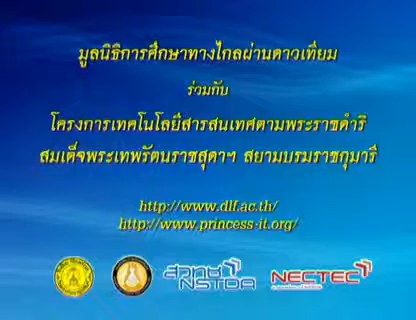 มูลนิธิการศึกษาทางไกลผ่านดาวเทียม
ร่วมกับ
โครงการเทคโนโลยีสารสนเทศตามพระราชดำริ
สมเด็จพระเทพรัตนราชสุดาฯ สยามบรมราชกุมารี
http://www.dlf.ac.th/
http://www.princess-it.org/
สวทช
NSTDA
NECTEC